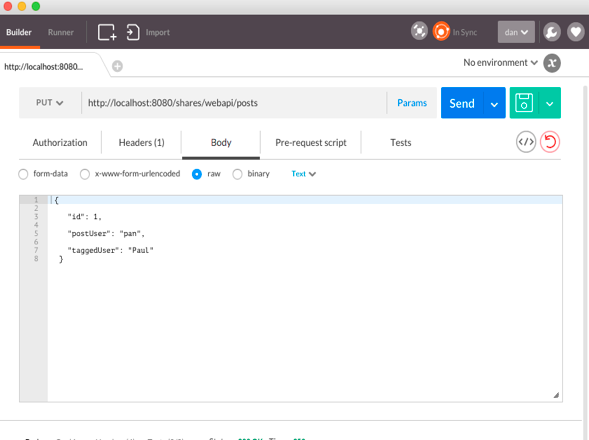 Builder Runner Import In Sync dan
http://localhost:8080... No environment
PUT http://localhost:8080/shares/webapi/posts Params Send
Authorization Headers (1) Body Pre-request script Tests
form-data x-www-form-urlencoded raw binary Text
1 {
2
3 "id": 1,
4
5 "postUser": "pan",
6
7 "taggedUser": "Paul"
8 }